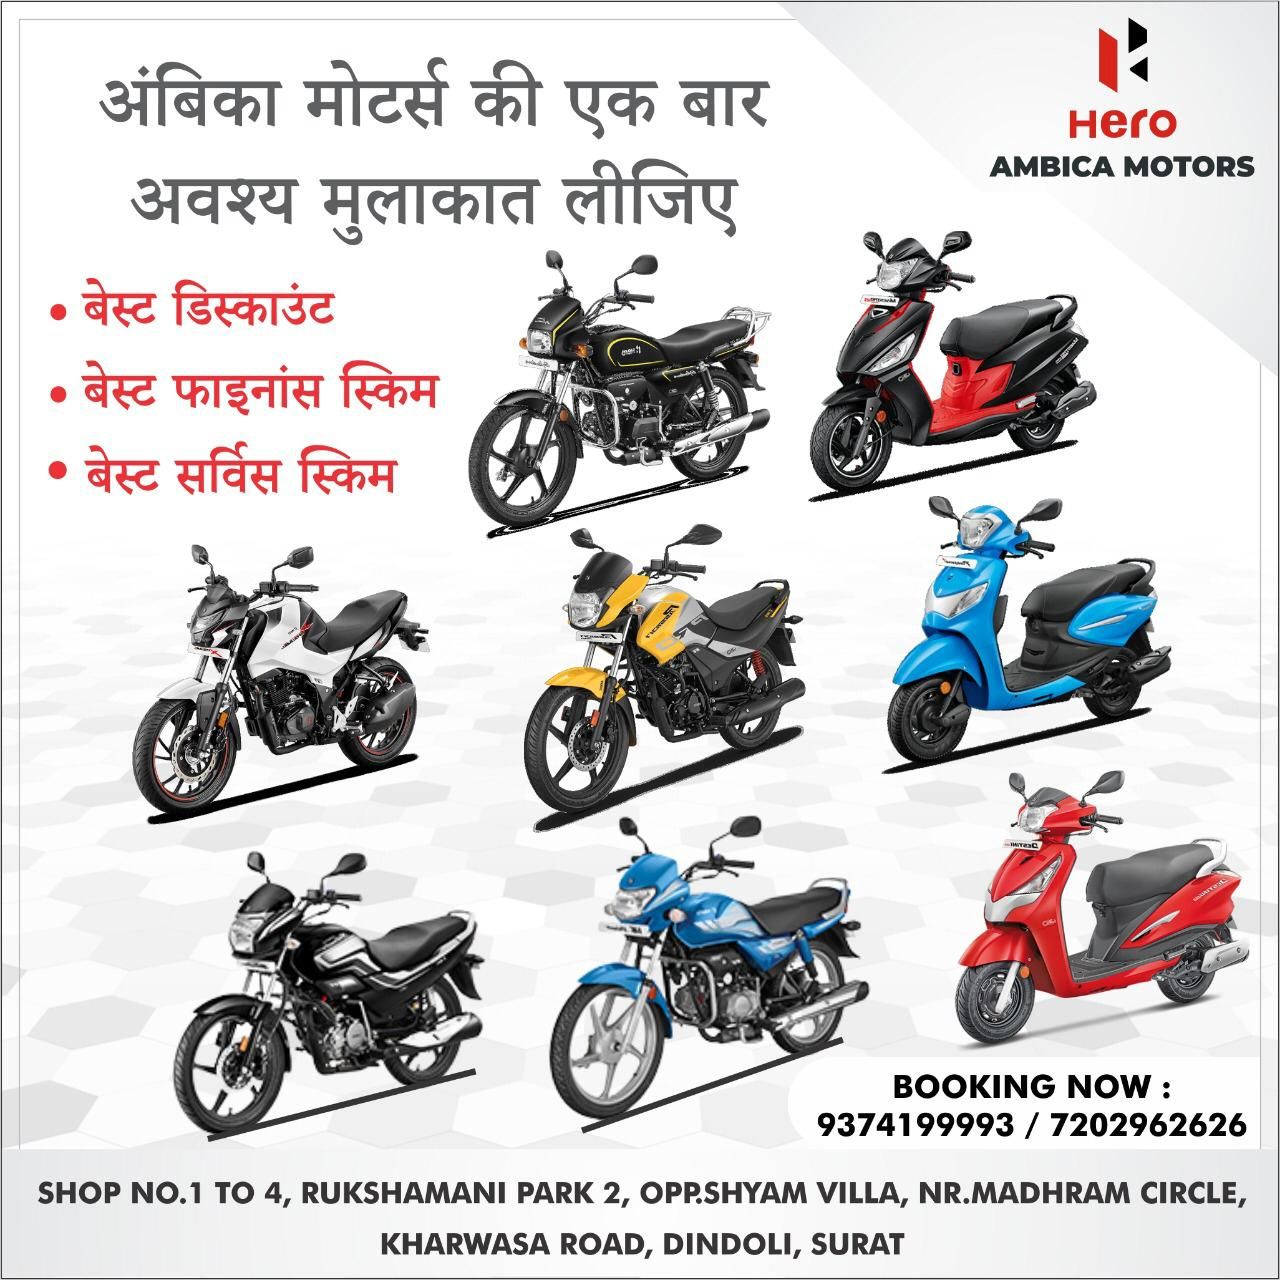 Hero
AMBICA MOTORS
अंबिका मोटर्स की एक बार
अवश्य मुलाकात लीजिए
• बेस्ट डिस्काउंट
• बेस्ट फाइनांस स्किम
• बेस्ट सर्विस स्किम
BOOKING NOW :
9374199993 / 7202962626
SHOP NO.1 TO 4, RUKSHAMANI PARK 2, OPP.SHYAM VILLA, NR.MADHRAM CIRCLE,
KHARWASA ROAD, DINDOLI, SURAT